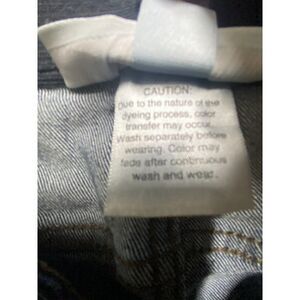 CAUTION:
Due to the nature of the
dyeing process, color
transfer may occur.
Wash separately before
wearing. Color may
fade after continuous
wash and wear.